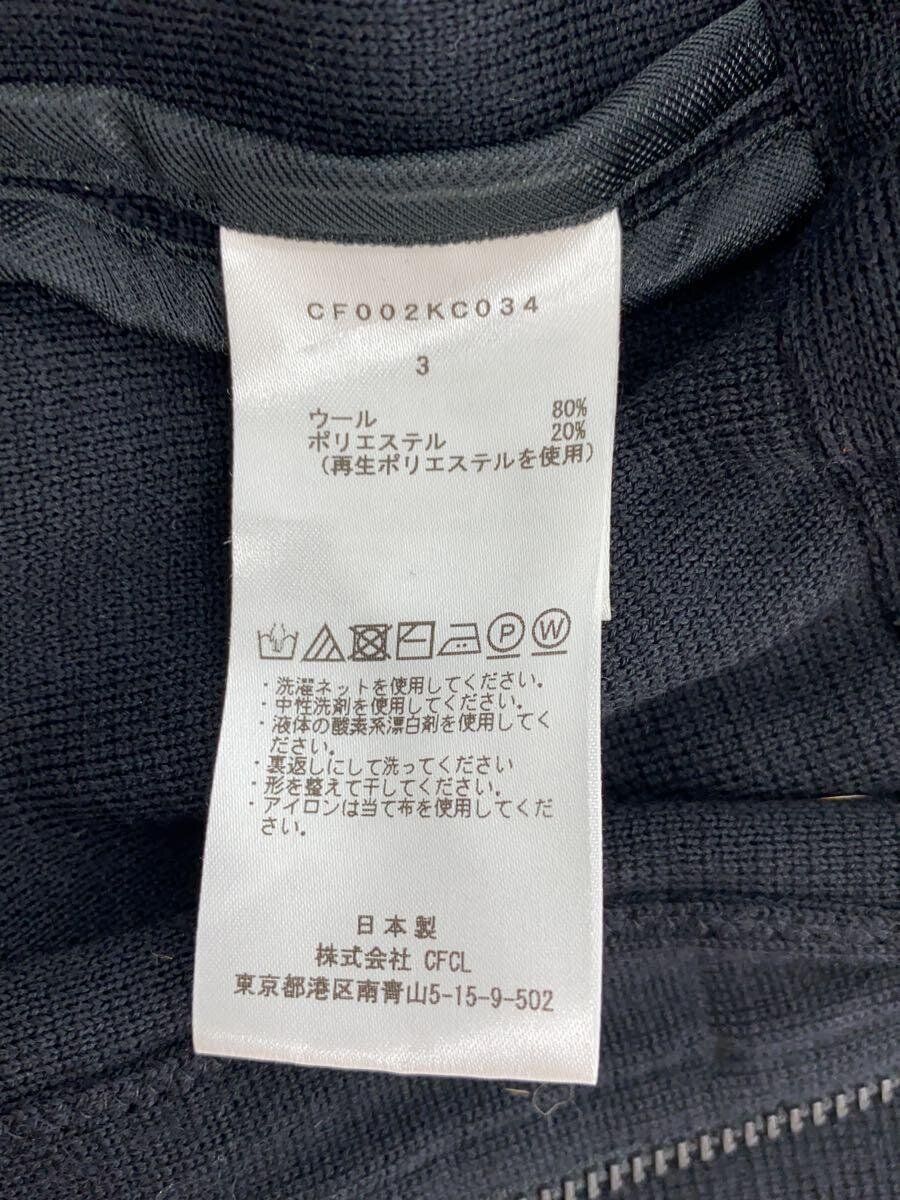 CF002KC034
3
ウール 80%
ポリエステル 20%
(再生ポリエステルを使用)
P W
・洗濯ネットを使用してください。
・中性洗剤を使用してください。
・液体の酸素系漂白剤を使用してく
ださい。
・裏返しにして洗ってください
・形を整えて干してください。
・アイロンは当て布を使用してくだ
さい。
日本製
株式会社 CFCL
東京都港区南青山5-15-9-502